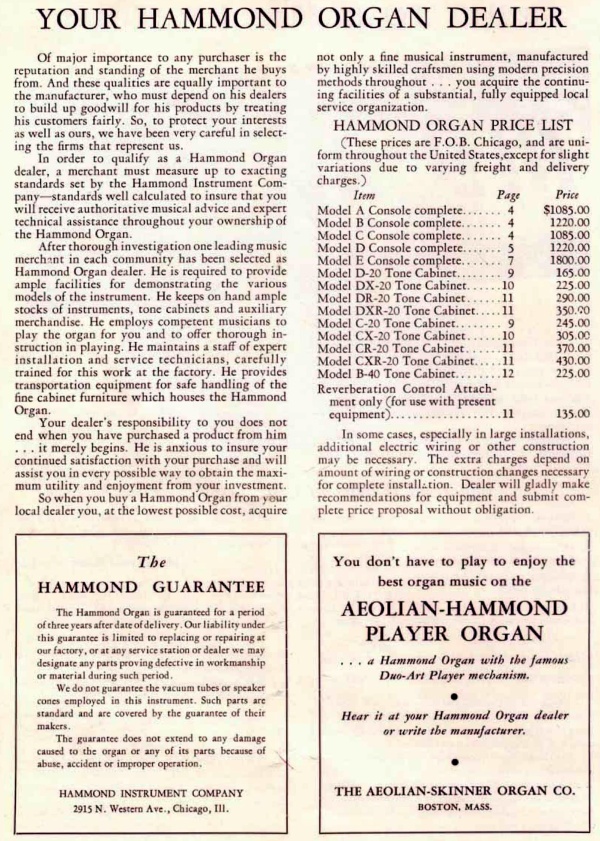 YOUR HAMMOND ORGAN DEALER
Of major importance to any purchaser is the
reputation and standing of the merchant he buys
from. And these qualities are equally important to
the manufacturer, who must depend on his dealers
to build up goodwill for his products by treating
his customers fairly. So, to protect your interests
as well as ours, we have been very careful in select-
ing the firms that represent us.
In order to qualify as a Hammond Organ
dealer, a merchant must measure up to exacting
standards set by the Hammond Instrument Com-
pany—standards well calculated to insure that you
will receive authoritative musical advice and expert
technical assistance throughout your ownership of
the Hammond Organ.
After thorough investigation one leading music
merchant in each community has been selected as
Hammond Organ dealer. He is required to provide
ample facilities for demonstrating the various
models of the instrument. He keeps on hand ample
stocks of instruments, tone cabinets and auxiliary
merchandise. He employs competent musicians to
play the organ for you and to offer thorough in-
struction in playing. He maintains a staff of expert
installation and service technicians, carefully
trained for this work at the factory. He provides
transportation equipment for safe handling of the
fine cabinet furniture which houses the Hammond
Organ.
Your dealer's responsibility to you does not
end when you have purchased a product from him
. . . it merely begins. He is anxious to insure your
continued satisfaction with your purchase and will
assist you in every possible way to obtain the maxi-
mum utility and enjoyment from your investment.
So when you buy a Hammond Organ from your
local dealer you, at the lowest possible cost, acquire
not only a fine musical instrument, manufactured
by highly skilled craftsmen using modern precision
methods throughout . . . you acquire the continu-
ing facilities of a substantial, fully equipped local
service organization.
HAMMOND ORGAN PRICE LIST
(These prices are F.O.B. Chicago, and are uni-
form throughout the United States, except for slight
variations due to varying freight and delivery
charges.)
Item Page Price
Model A Console complete....... 4 $1085.00
Model B Console complete....... 4 1220.00
Model C Console complete....... 4 1085.00
Model D Console complete....... 5 1220.00
Model E Console complete....... 7 1800.00
Model D-20 Tone Cabinet........ 9 165.00
Model DX-20 Tone Cabinet.......10 225.00
Model DR-20 Tone Cabinet.......11 290.00
Model DXR-20 Tone Cabinet.....11 350.00
Model C-20 Tone Cabinet........ 9 245.00
Model CX-20 Tone Cabinet.......10 305.00
Model CR-20 Tone Cabinet.......11 370.00
Model CXR-20 Tone Cabinet.....11 430.00
Model B-40 Tone Cabinet........12 225.00
Reverberation Control Attach-
ment only (for use with present
equipment)....................11 135.00
In some cases, especially in large installations,
additional electric wiring or other construction
may be necessary. The extra charges depend on
amount of wiring or construction changes necessary
for complete installation. Dealer will gladly make
recommendations for equipment and submit com-
plete price proposal without obligation.
The
HAMMOND GUARANTEE
The Hammond Organ is guaranteed for a period
of three years after date of delivery. Our liability under
this guarantee is limited to replacing or repairing at
our factory, or at any service station or dealer we may
designate any parts proving defective in workmanship
or material during such period.
We do not guarantee the vacuum tubes or speaker
cones employed in this instrument. Such parts are
standard and are covered by the guarantee of their
makers.
The guarantee does not extend to any damage
caused to the organ or any of its parts because of
abuse, accident or improper operation.
HAMMOND INSTRUMENT COMPANY
2915 N. Western Ave., Chicago, Ill.
You don't have to play to enjoy the
best organ music on the
AEOLIAN-HAMMOND
PLAYER ORGAN
. . . a Hammond Organ with the famous
Duo-Art Player mechanism.
•
Hear it at your Hammond Organ dealer
or write the manufacturer.
•
THE AEOLIAN-SKINNER ORGAN CO.
BOSTON, MASS.